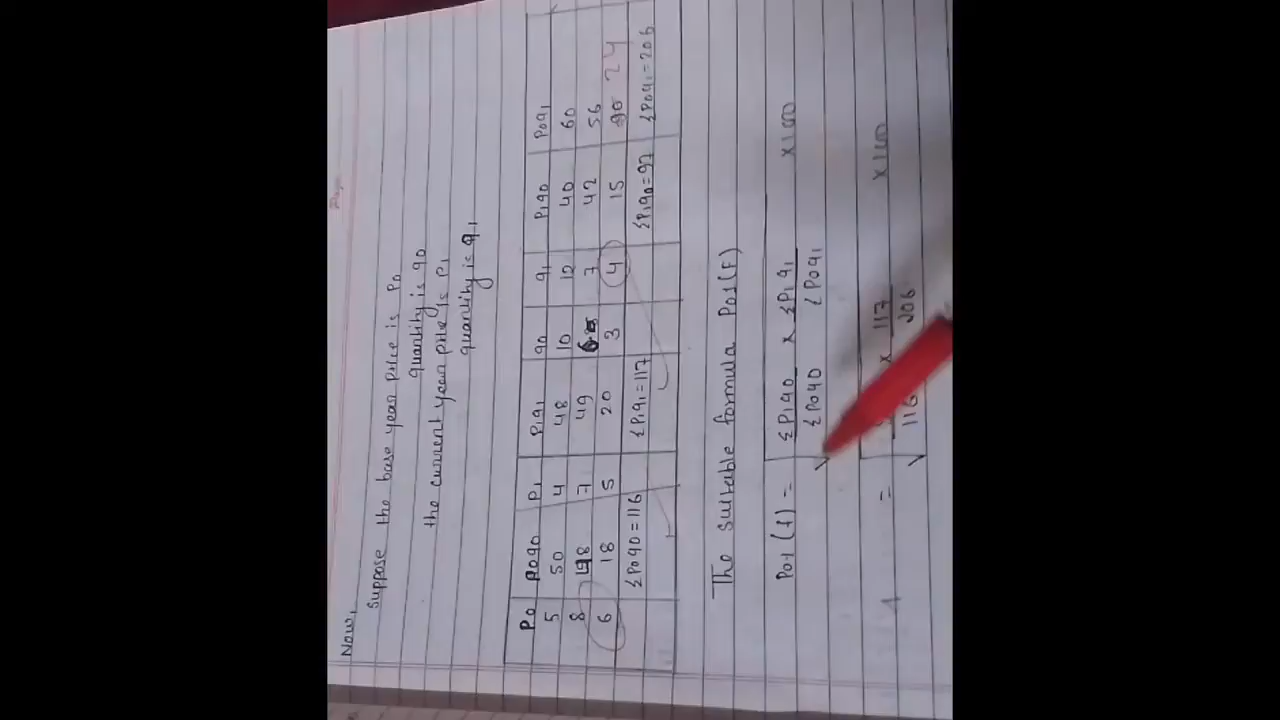 Now,
suppose the base year price is P0
quantity is q0
the current year price is P1
quantity is q1
P0 P0q0 P1 P1q1 q0 q1 P1q0 P0q1
5 50 4 48 10 12 40 60
8 48 7 49 6 7 42 56
6 18 5 20 3 4 15 24
ΣP0q0=116 ΣP1q1=117 ΣP1q0=97 ΣP0q1=206
The suitable formula P01(F)
P01(f) = √ ΣP1q0 x ΣP1q1 x100
ΣP0q0 ΣP0q1
= √ x 117 x100
116 206